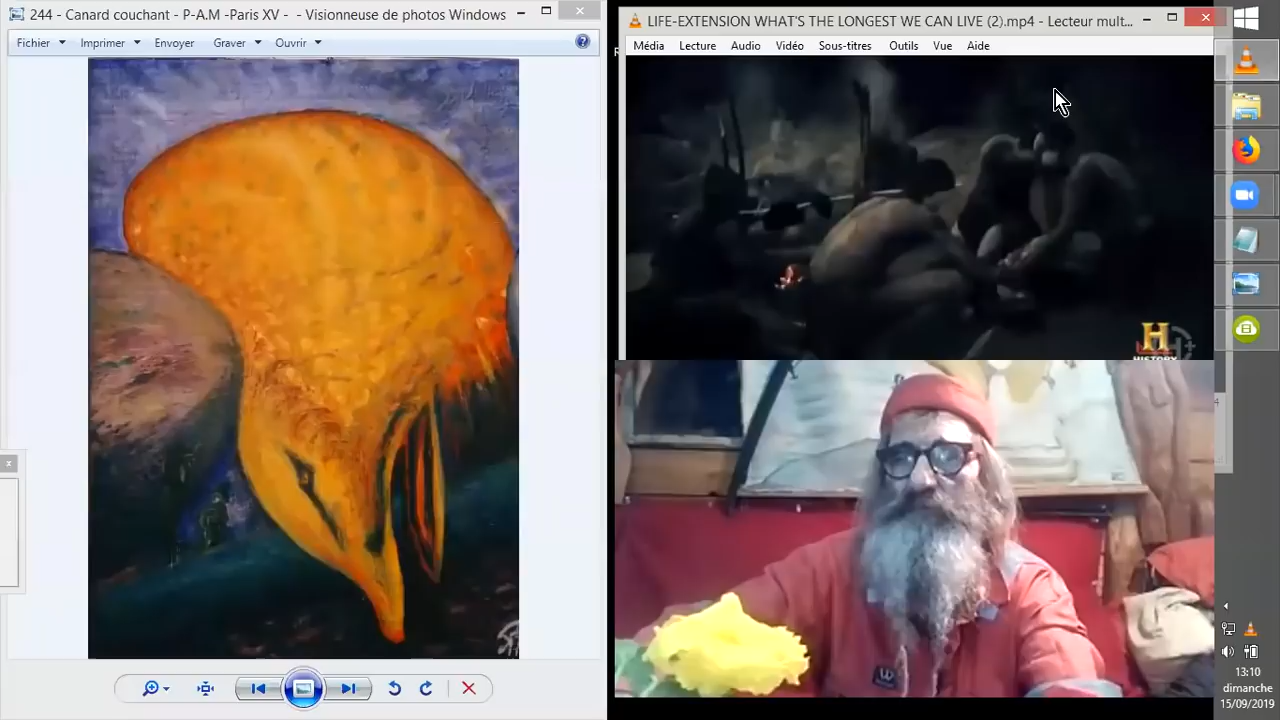 244 - Canard couchant - P-A-M -Paris XV - - Visionneuse de photos Windows
Fichier Imprimer Envoyer Graver Ouvrir
LIFE-EXTENSION WHAT'S THE LONGEST WE CAN LIVE (2).mp4 - Lecteur mult...
Média Lecture Audio Vidéo Sous-titres Outils Vue Aide
H
HISTORY
13:10
dimanche
15/09/2019